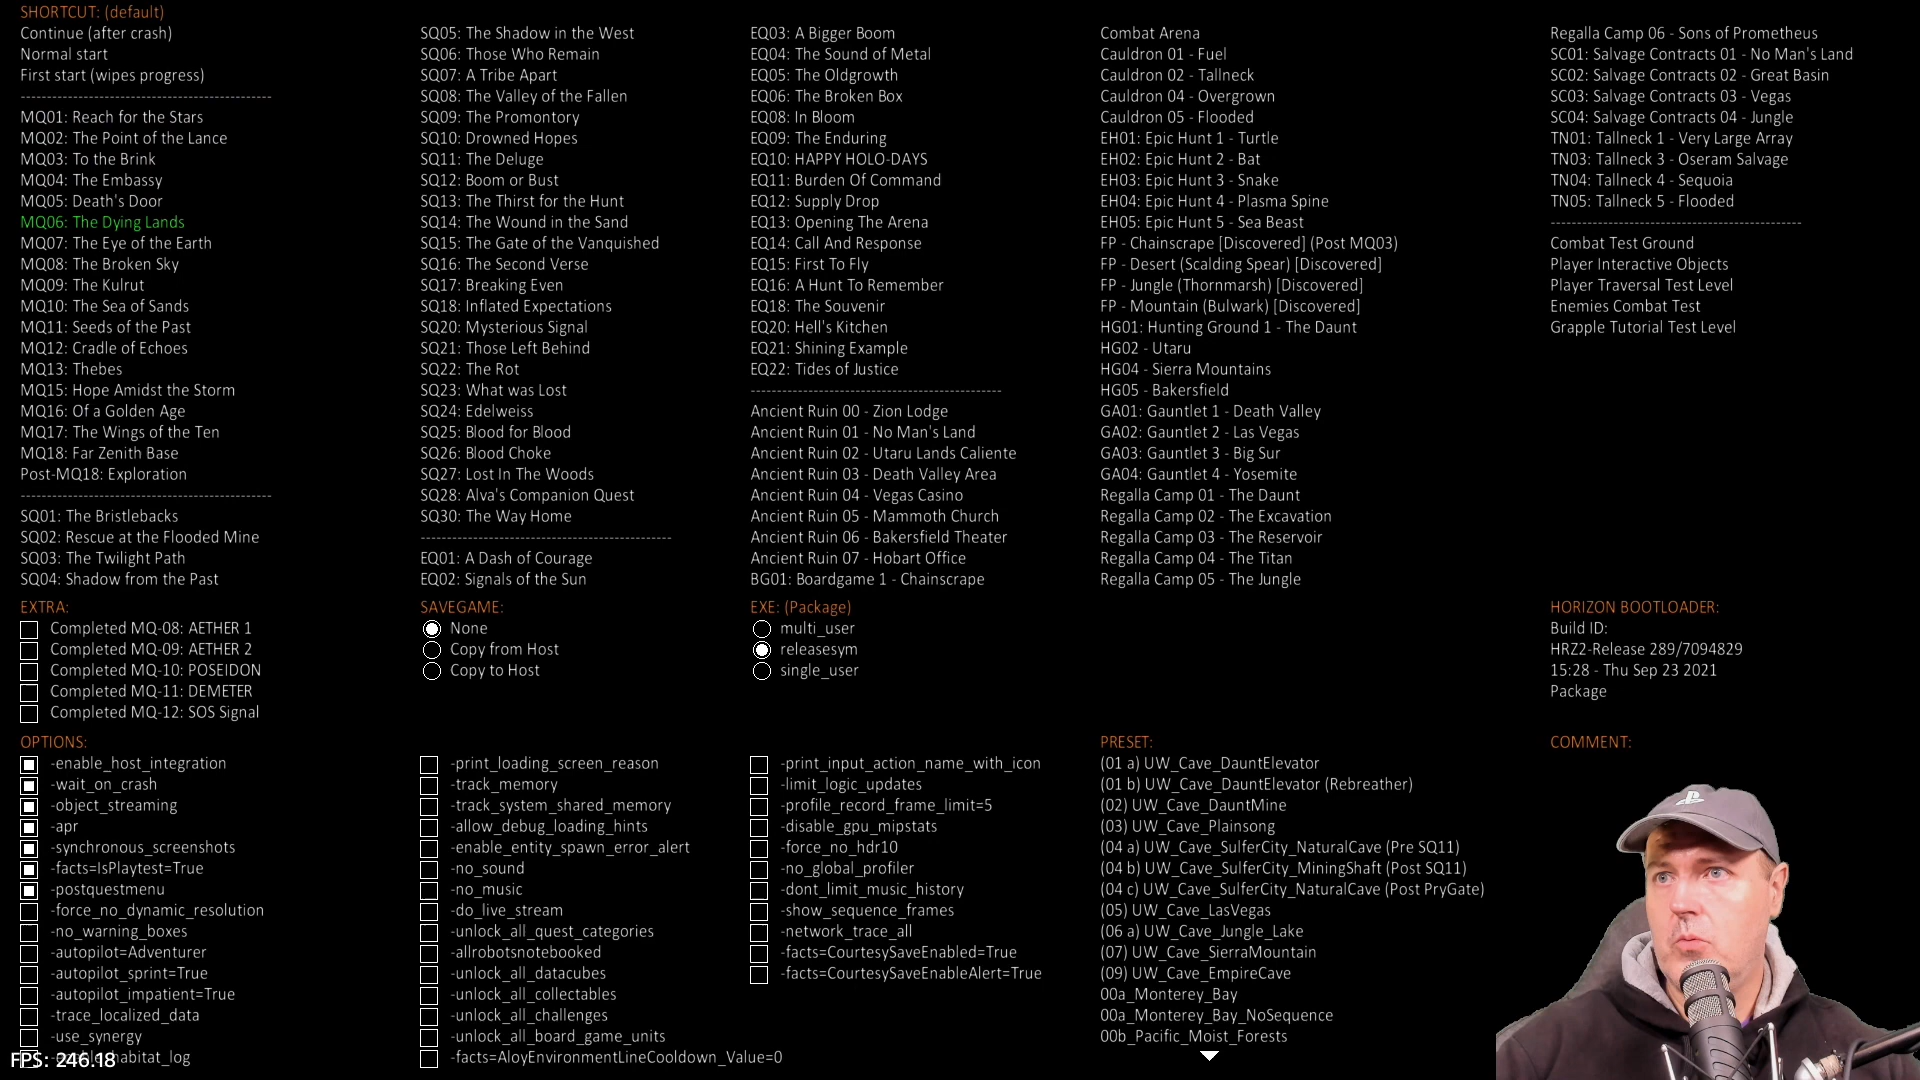 SHORTCUT: (default)
Continue (after crash)
Normal start
First start (wipes progress)
------------------------------------------------
MQ01: Reach for the Stars
MQ02: The Point of the Lance
MQ03: To the Brink
MQ04: The Embassy
MQ05: Death's Door
MQ06: The Dying Lands
MQ07: The Eye of the Earth
MQ08: The Broken Sky
MQ09: The Kulrut
MQ10: The Sea of Sands
MQ11: Seeds of the Past
MQ12: Cradle of Echoes
MQ13: Thebes
MQ15: Hope Amidst the Storm
MQ16: Of a Golden Age
MQ17: The Wings of the Ten
MQ18: Far Zenith Base
Post-MQ18: Exploration
------------------------------------------------
SQ01: The Bristlebacks
SQ02: Rescue at the Flooded Mine
SQ03: The Twilight Path
SQ04: Shadow from the Past
SQ05: The Shadow in the West
SQ06: Those Who Remain
SQ07: A Tribe Apart
SQ08: The Valley of the Fallen
SQ09: The Promontory
SQ10: Drowned Hopes
SQ11: The Deluge
SQ12: Boom or Bust
SQ13: The Thirst for the Hunt
SQ14: The Wound in the Sand
SQ15: The Gate of the Vanquished
SQ16: The Second Verse
SQ17: Breaking Even
SQ18: Inflated Expectations
SQ20: Mysterious Signal
SQ21: Those Left Behind
SQ22: The Rot
SQ23: What was Lost
SQ24: Edelweiss
SQ25: Blood for Blood
SQ26: Blood Choke
SQ27: Lost In The Woods
SQ28: Alva's Companion Quest
SQ30: The Way Home
------------------------------------------------
EQ01: A Dash of Courage
EQ02: Signals of the Sun
EQ03: A Bigger Boom
EQ04: The Sound of Metal
EQ05: The Oldgrowth
EQ06: The Broken Box
EQ08: In Bloom
EQ09: The Enduring
EQ10: HAPPY HOLO-DAYS
EQ11: Burden Of Command
EQ12: Supply Drop
EQ13: Opening The Arena
EQ14: Call And Response
EQ15: First To Fly
EQ16: A Hunt To Remember
EQ18: The Souvenir
EQ20: Hell's Kitchen
EQ21: Shining Example
EQ22: Tides of Justice
------------------------------------------------
Ancient Ruin 00 - Zion Lodge
Ancient Ruin 01 - No Man's Land
Ancient Ruin 02 - Utaru Lands Caliente
Ancient Ruin 03 - Death Valley Area
Ancient Ruin 04 - Vegas Casino
Ancient Ruin 05 - Mammoth Church
Ancient Ruin 06 - Bakersfield Theater
Ancient Ruin 07 - Hobart Office
BG01: Boardgame 1 - Chainscrape
Combat Arena
Cauldron 01 - Fuel
Cauldron 02 - Tallneck
Cauldron 04 - Overgrown
Cauldron 05 - Flooded
EH01: Epic Hunt 1 - Turtle
EH02: Epic Hunt 2 - Bat
EH03: Epic Hunt 3 - Snake
EH04: Epic Hunt 4 - Plasma Spine
EH05: Epic Hunt 5 - Sea Beast
FP - Chainscrape [Discovered] (Post MQ03)
FP - Desert (Scalding Spear) [Discovered]
FP - Jungle (Thornmarsh) [Discovered]
FP - Mountain (Bulwark) [Discovered]
HG01: Hunting Ground 1 - The Daunt
HG02 - Utaru
HG04 - Sierra Mountains
HG05 - Bakersfield
GA01: Gauntlet 1 - Death Valley
GA02: Gauntlet 2 - Las Vegas
GA03: Gauntlet 3 - Big Sur
GA04: Gauntlet 4 - Yosemite
Regalla Camp 01 - The Daunt
Regalla Camp 02 - The Excavation
Regalla Camp 03 - The Reservoir
Regalla Camp 04 - The Titan
Regalla Camp 05 - The Jungle
Regalla Camp 06 - Sons of Prometheus
SC01: Salvage Contracts 01 - No Man's Land
SC02: Salvage Contracts 02 - Great Basin
SC03: Salvage Contracts 03 - Vegas
SC04: Salvage Contracts 04 - Jungle
TN01: Tallneck 1 - Very Large Array
TN03: Tallneck 3 - Oseram Salvage
TN04: Tallneck 4 - Sequoia
TN05: Tallneck 5 - Flooded
------------------------------------------------
Combat Test Ground
Player Interactive Objects
Player Traversal Test Level
Enemies Combat Test
Grapple Tutorial Test Level
EXTRA:
Completed MQ-08: AETHER 1
Completed MQ-09: AETHER 2
Completed MQ-10: POSEIDON
Completed MQ-11: DEMETER
Completed MQ-12: SOS Signal
SAVEGAME:
None
Copy from Host
Copy to Host
EXE: (Package)
multi_user
releasesym
single_user
HORIZON BOOTLOADER:
Build ID:
HRZ2-Release 289/7094829
15:28 - Thu Sep 23 2021
Package
OPTIONS:
-enable_host_integration
-wait_on_crash
-object_streaming
-apr
-synchronous_screenshots
-facts=IsPlaytest=True
-postquestmenu
-force_no_dynamic_resolution
-no_warning_boxes
-autopilot=Adventurer
-autopilot_sprint=True
-autopilot_impatient=True
-trace_localized_data
-use_synergy
habitat_log
FPS: 246.18
-print_loading_screen_reason
-track_memory
-track_system_shared_memory
-allow_debug_loading_hints
-enable_entity_spawn_error_alert
-no_sound
-no_music
-do_live_stream
-unlock_all_quest_categories
-allrobotsnotebooked
-unlock_all_datacubes
-unlock_all_collectables
-unlock_all_challenges
-unlock_all_board_game_units
-facts=AloyEnvironmentLineCooldown_Value=0
-print_input_action_name_with_icon
-limit_logic_updates
-profile_record_frame_limit=5
-disable_gpu_mipstats
-force_no_hdr10
-no_global_profiler
-dont_limit_music_history
-show_sequence_frames
-network_trace_all
-facts=CourtesySaveEnabled=True
-facts=CourtesySaveEnableAlert=True
PRESET:
(01 a) UW_Cave_DauntElevator
(01 b) UW_Cave_DauntElevator (Rebreather)
(02) UW_Cave_DauntMine
(03) UW_Cave_Plainsong
(04 a) UW_Cave_SulferCity_NaturalCave (Pre SQ11)
(04 b) UW_Cave_SulferCity_MiningShaft (Post SQ11)
(04 c) UW_Cave_SulferCity_NaturalCave (Post PryGate)
(05) UW_Cave_LasVegas
(06 a) UW_Cave_Jungle_Lake
(07) UW_Cave_SierraMountain
(09) UW_Cave_EmpireCave
00a_Monterey_Bay
00a_Monterey_Bay_NoSequence
00b_Pacific_Moist_Forests
COMMENT: